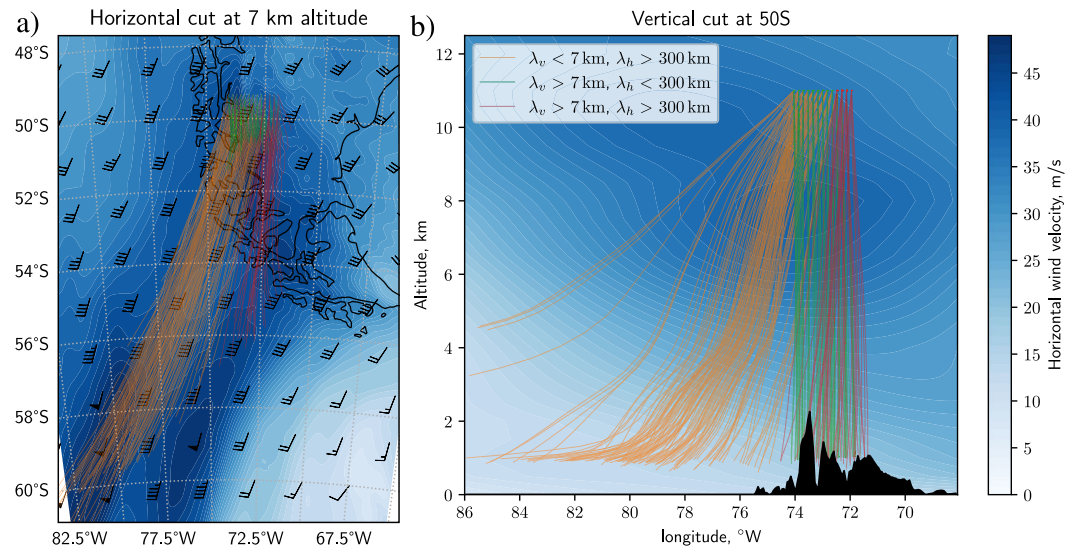 a) Horizontal cut at 7 km altitude
48°S
50°S
52°S
54°S
56°S
58°S
60°S
82.5°W 77.5°W 72.5°W 67.5°W
b) Vertical cut at 50S
λv < 7 km, λh > 300 km
λv > 7 km, λh < 300 km
λv > 7 km, λh > 300 km
Altitude, km
12
10
8
6
4
2
0
86 84 82 80 78 76 74 72 70
longitude, °W
45
40
35
30
25
20
15
10
5
0
Horizontal wind velocity, m/s